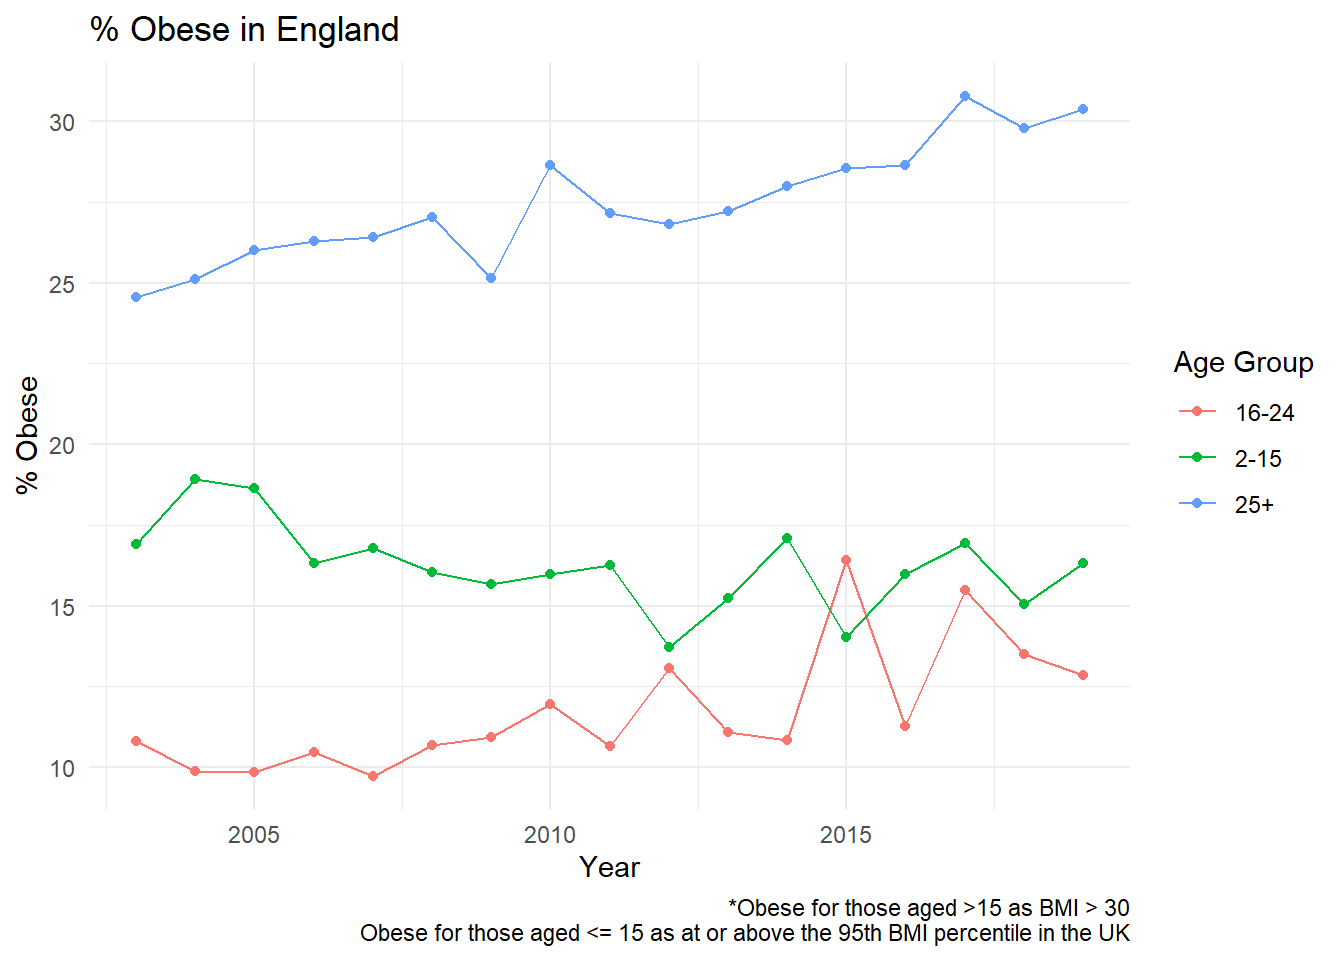 % Obese in England
% Obese
30
25
20
15
10
2005
2010
2015
Year
Age Group
16-24
2-15
25+
*Obese for those aged >15 as BMI > 30
Obese for those aged <= 15 as at or above the 95th BMI percentile in the UK